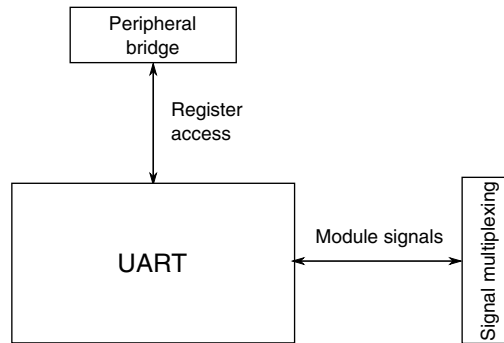 Peripheral
bridge
Register
access
UART
Module signals
Signal multiplexing